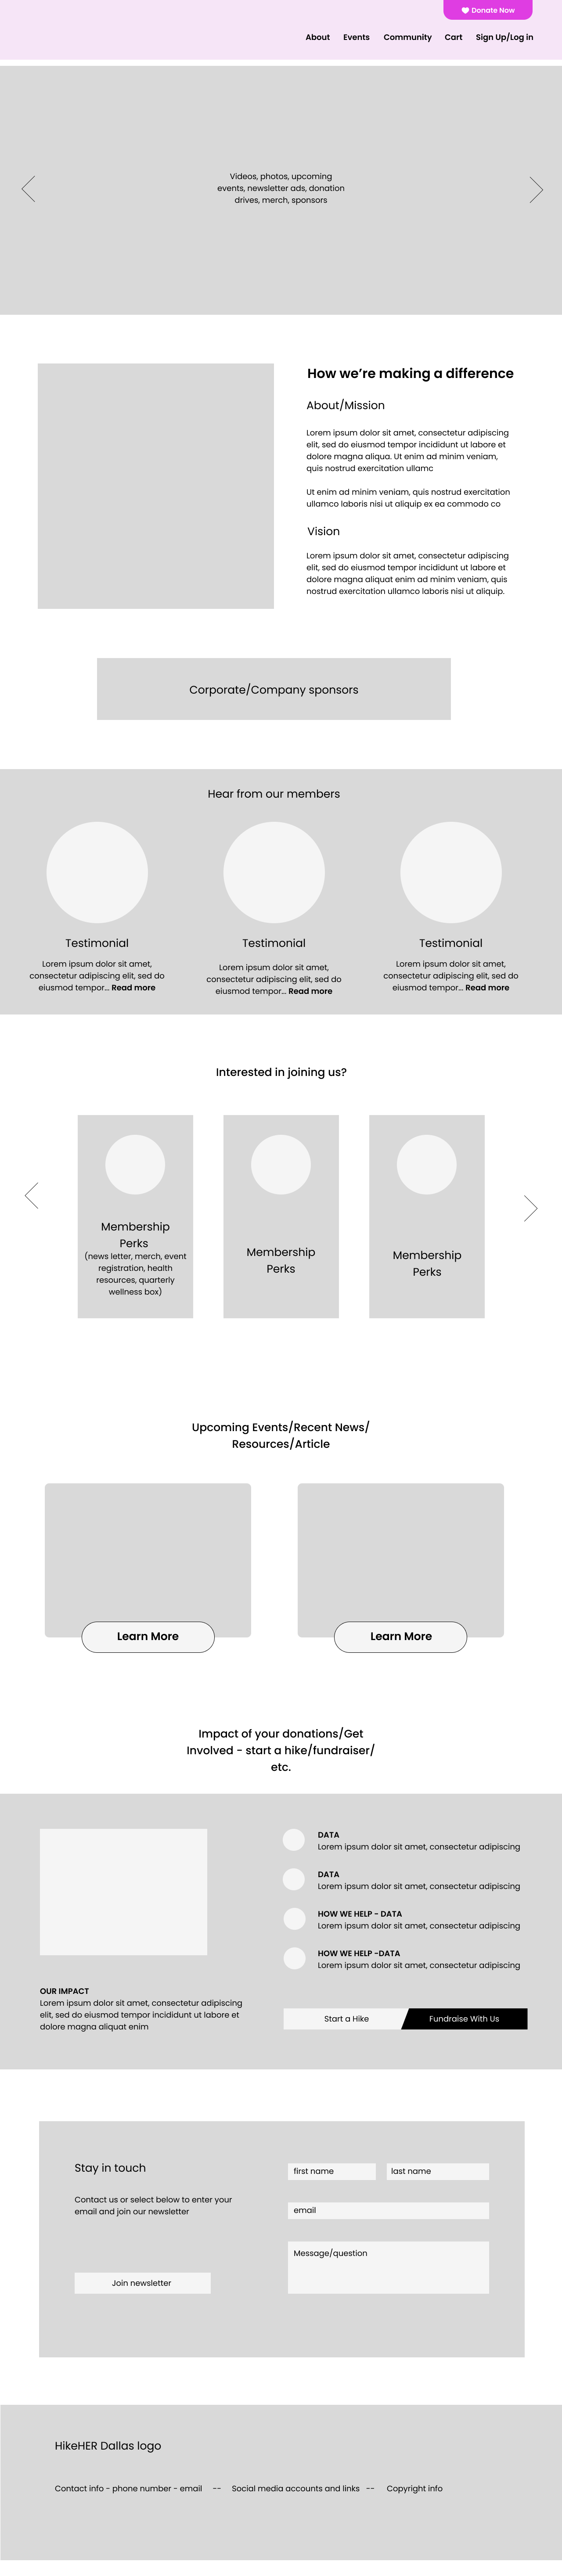 Donate Now
About Events Community Cart Sign Up/Log in
Videos, photos, upcoming
events, newsletter ads, donation
drives, merch, sponsors
How we're making a difference
About/Mission
Lorem ipsum dolor sit amet, consectetur adipiscing
elit, sed do eiusmod tempor incididunt ut labore et
dolore magna aliqua. Ut enim ad minim veniam,
quis nostrud exercitation ullamc
Ut enim ad minim veniam, quis nostrud exercitation
ullamco laboris nisi ut aliquip ex ea commodo co
Vision
Lorem ipsum dolor sit amet, consectetur adipiscing
elit, sed do eiusmod tempor incididunt ut labore et
dolore magna aliquat enim ad minim veniam, quis
nostrud exercitation ullamco laboris nisi ut aliquip.
Corporate/Company sponsors
Hear from our members
Testimonial
Lorem ipsum dolor sit amet,
consectetur adipiscing elit, sed do
eiusmod tempor... Read more
Testimonial
Lorem ipsum dolor sit amet,
consectetur adipiscing elit, sed do
eiusmod tempor... Read more
Testimonial
Lorem ipsum dolor sit amet,
consectetur adipiscing elit, sed do
eiusmod tempor... Read more
Interested in joining us?
Membership
Perks
(news letter, merch, event
registration, health
resources, quarterly
wellness box)
Membership
Perks
Membership
Perks
Upcoming Events/Recent News/
Resources/Article
Learn More
Learn More
Impact of your donations/Get
Involved - start a hike/fundraiser/
etc.
OUR IMPACT
Lorem ipsum dolor sit amet, consectetur adipiscing
elit, sed do eiusmod tempor incididunt ut labore et
dolore magna aliquat enim
DATA
Lorem ipsum dolor sit amet, consectetur adipiscing
DATA
Lorem ipsum dolor sit amet, consectetur adipiscing
HOW WE HELP - DATA
Lorem ipsum dolor sit amet, consectetur adipiscing
HOW WE HELP -DATA
Lorem ipsum dolor sit amet, consectetur adipiscing
Start a Hike
Fundraise With Us
Stay in touch
Contact us or select below to enter your
email and join our newsletter
Join newsletter
first name
last name
email
Message/question
HikeHER Dallas logo
Contact info - phone number - email -- Social media accounts and links -- Copyright info